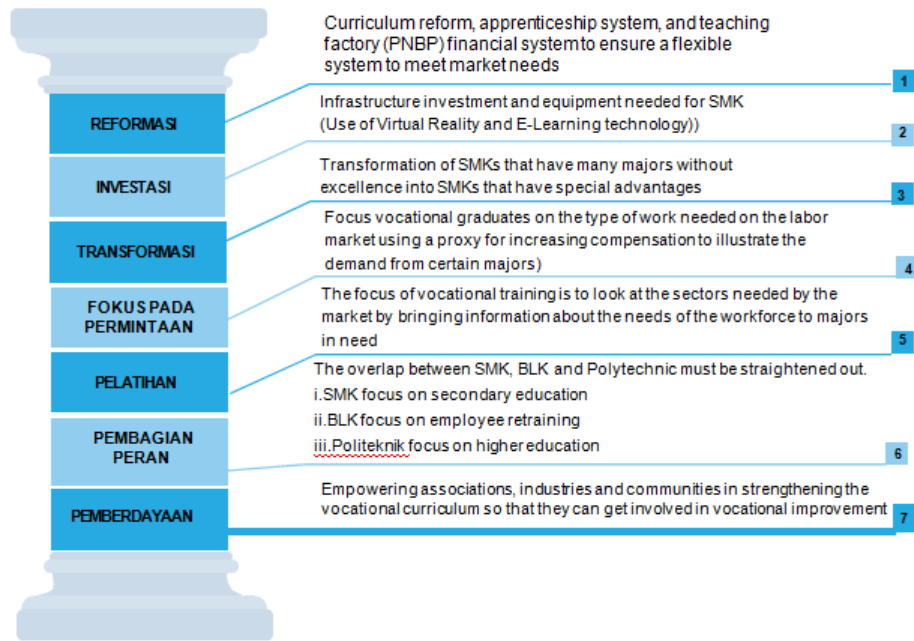 Curriculum reform, apprenticeship system, and teaching
factory (PNBP) financial system to ensure a flexible
system to meet market needs
1
REFORMASI
Infrastructure investment and equipment needed for SMK
(Use of Virtual Reality and E-Learning technology))
2
INVESTASI
Transformation of SMKs that have many majors without
excellence into SMKs that have special advantages
3
TRANSFORMASI
Focus vocational graduates on the type of work needed on the labor
market using a proxy for increasing compensation to illustrate the
demand from certain majors)
4
FOKUS PADA
PERMINTAAN
The focus of vocational training is to look at the sectors needed by the
market by bringing information about the needs of the workforce to majors
in need
5
PELATIHAN
The overlap between SMK, BLK and Polytechnic must be straightened out.
i.SMK focus on secondary education
ii.BLK focus on employee retraining
iii.Politeknik focus on higher education
6
PEMBAGIAN
PERAN
Empowering associations, industries and communities in strengthening the
vocational curriculum so that they can get involved in vocational improvement
7
PEMBERDAYAAN